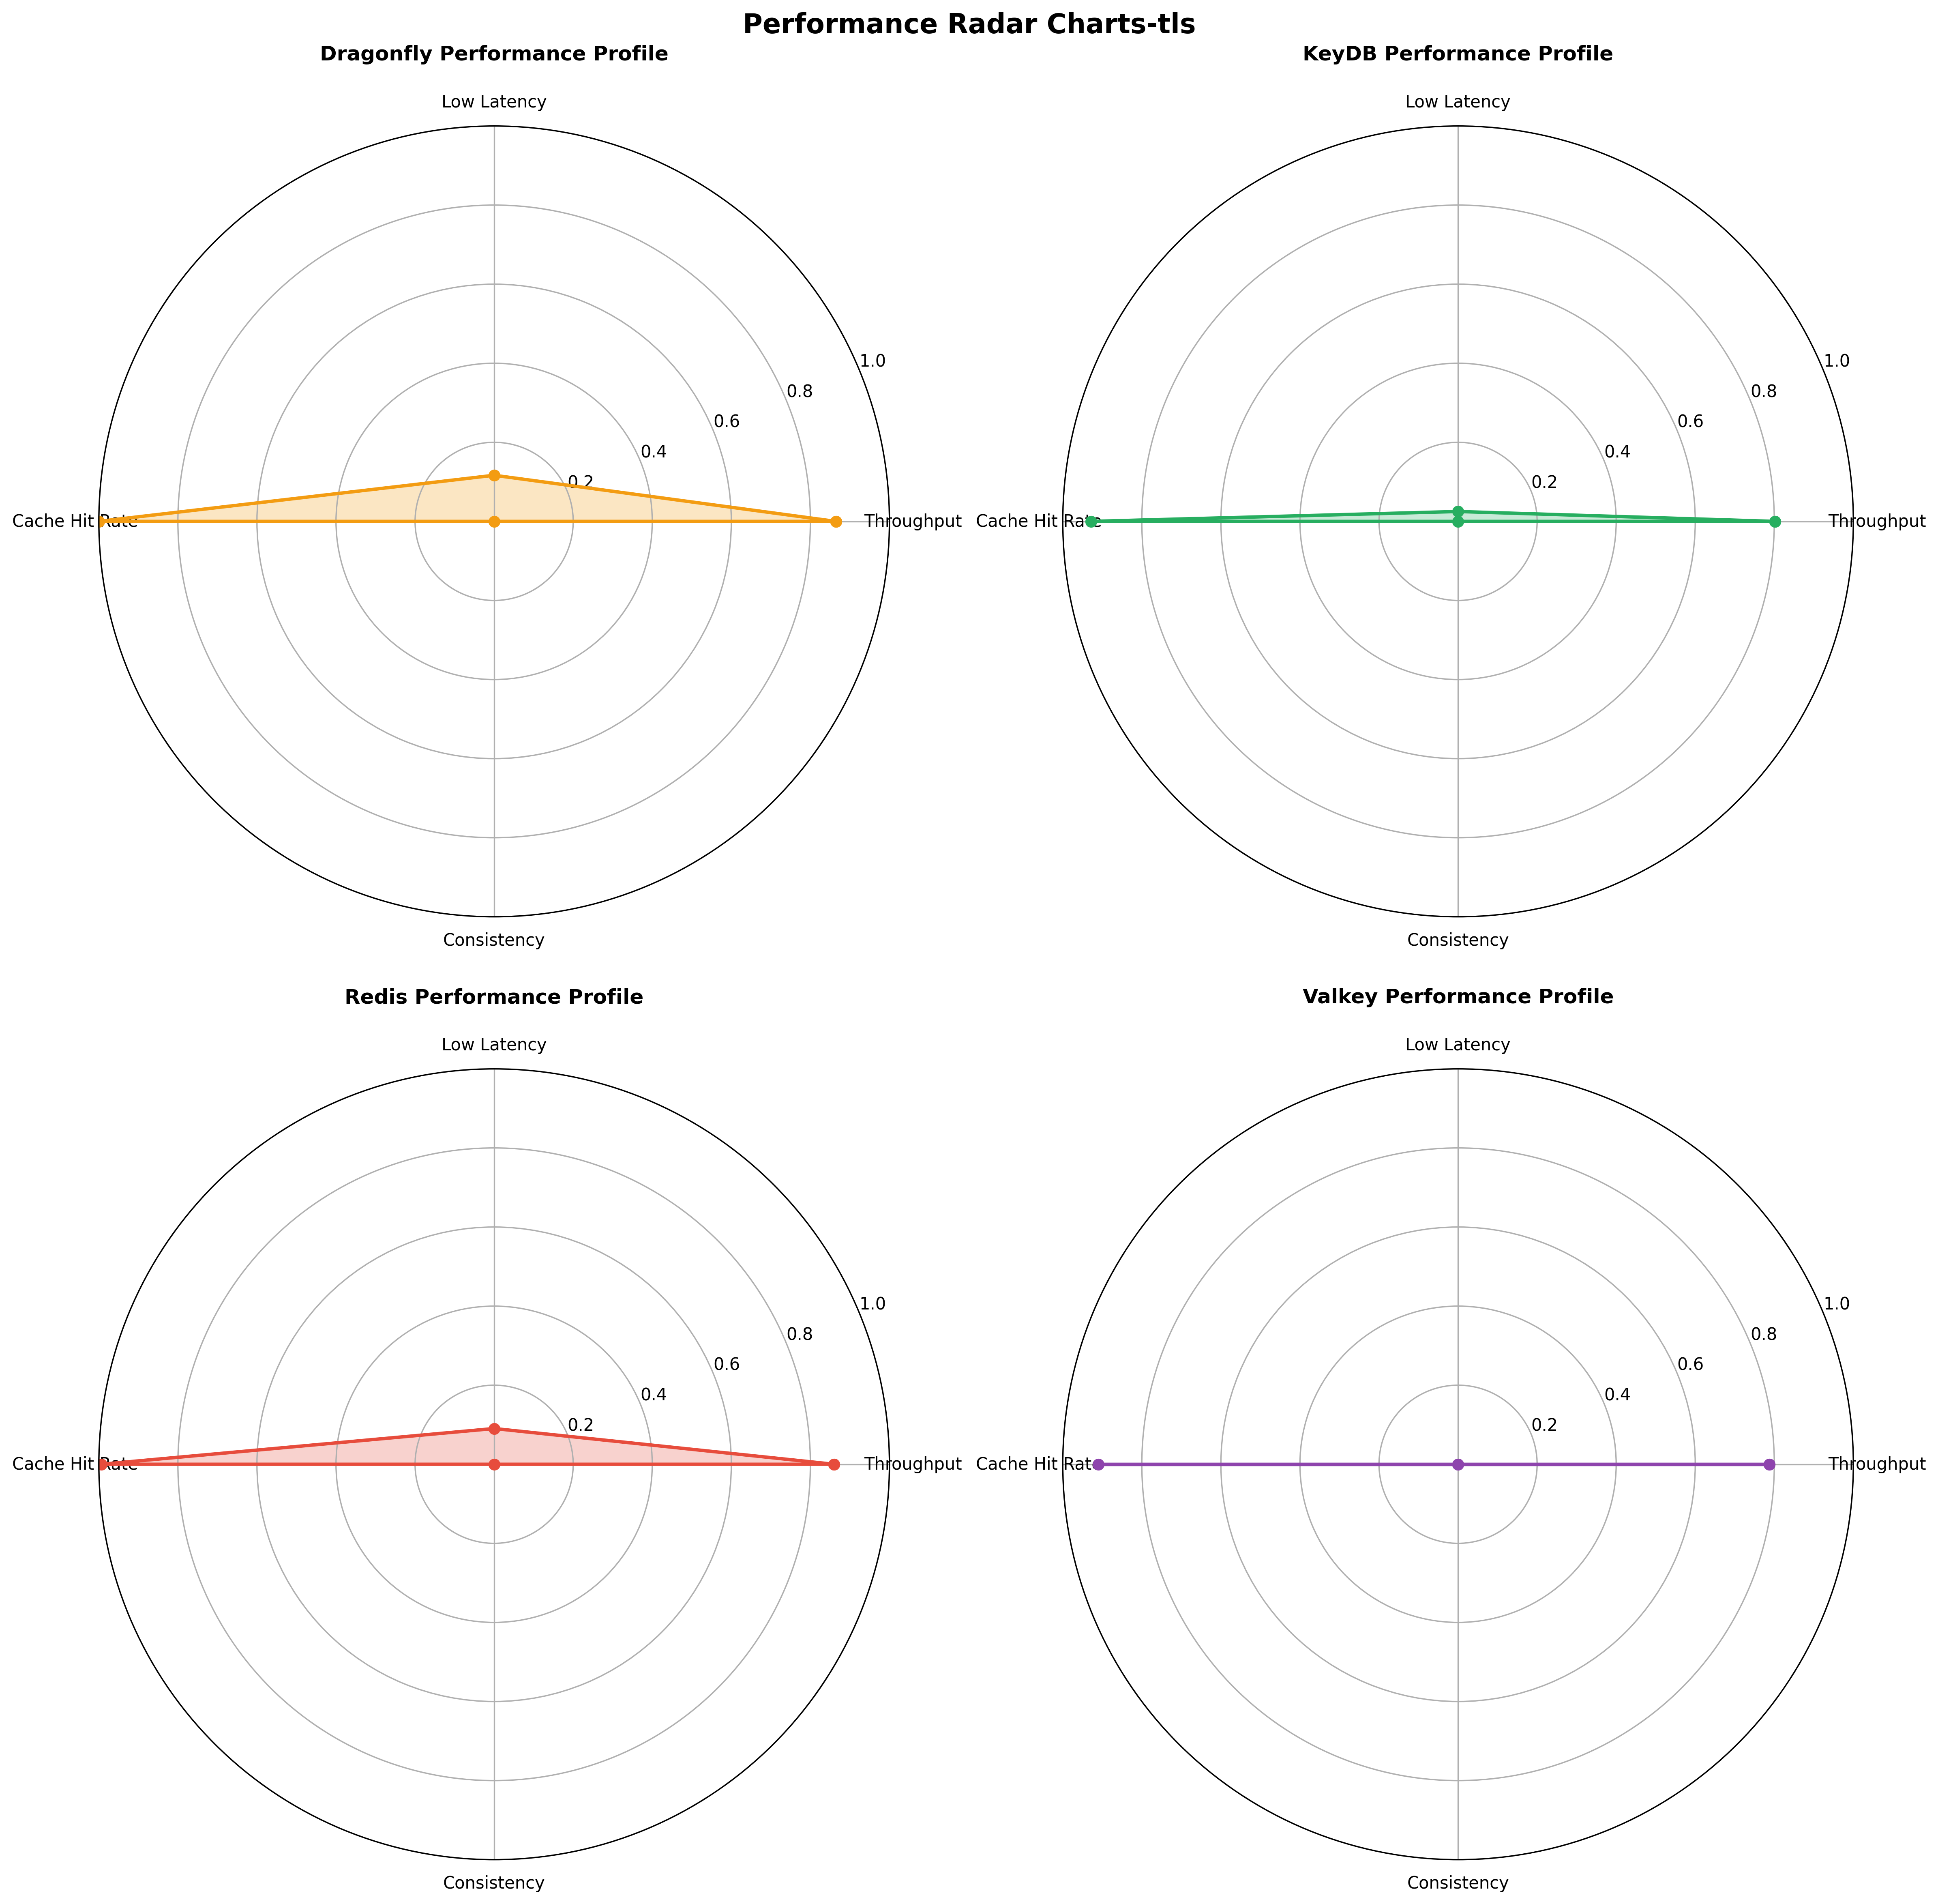 Performance Radar Charts-tls
Dragonfly Performance Profile
Low Latency
1.0
0.8
0.6
0.4
0.2
Cache Hit Rate
Throughput
Consistency
KeyDB Performance Profile
Low Latency
1.0
0.8
0.6
0.4
0.2
Cache Hit Rate
Throughput
Consistency
Redis Performance Profile
Low Latency
1.0
0.8
0.6
0.4
0.2
Cache Hit Rate
Throughput
Consistency
Valkey Performance Profile
Low Latency
1.0
0.8
0.6
0.4
0.2
Cache Hit Rate
Throughput
Consistency